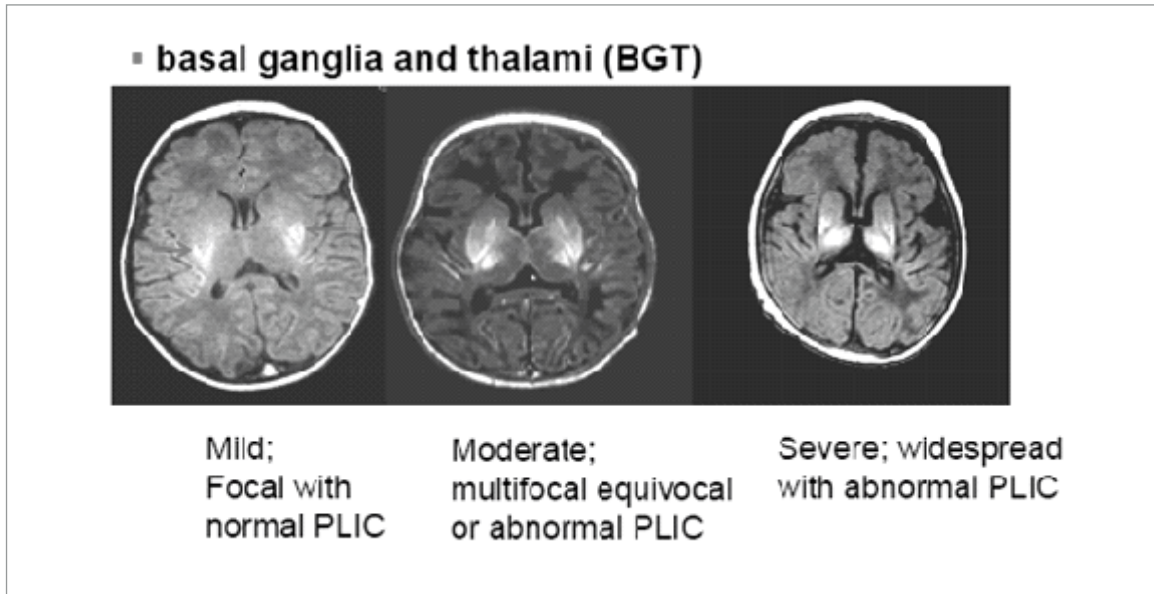 ▪ basal ganglia and thalami (BGT)
Mild;
Focal with
normal PLIC
Moderate;
multifocal equivocal
or abnormal PLIC
Severe; widespread
with abnormal PLIC